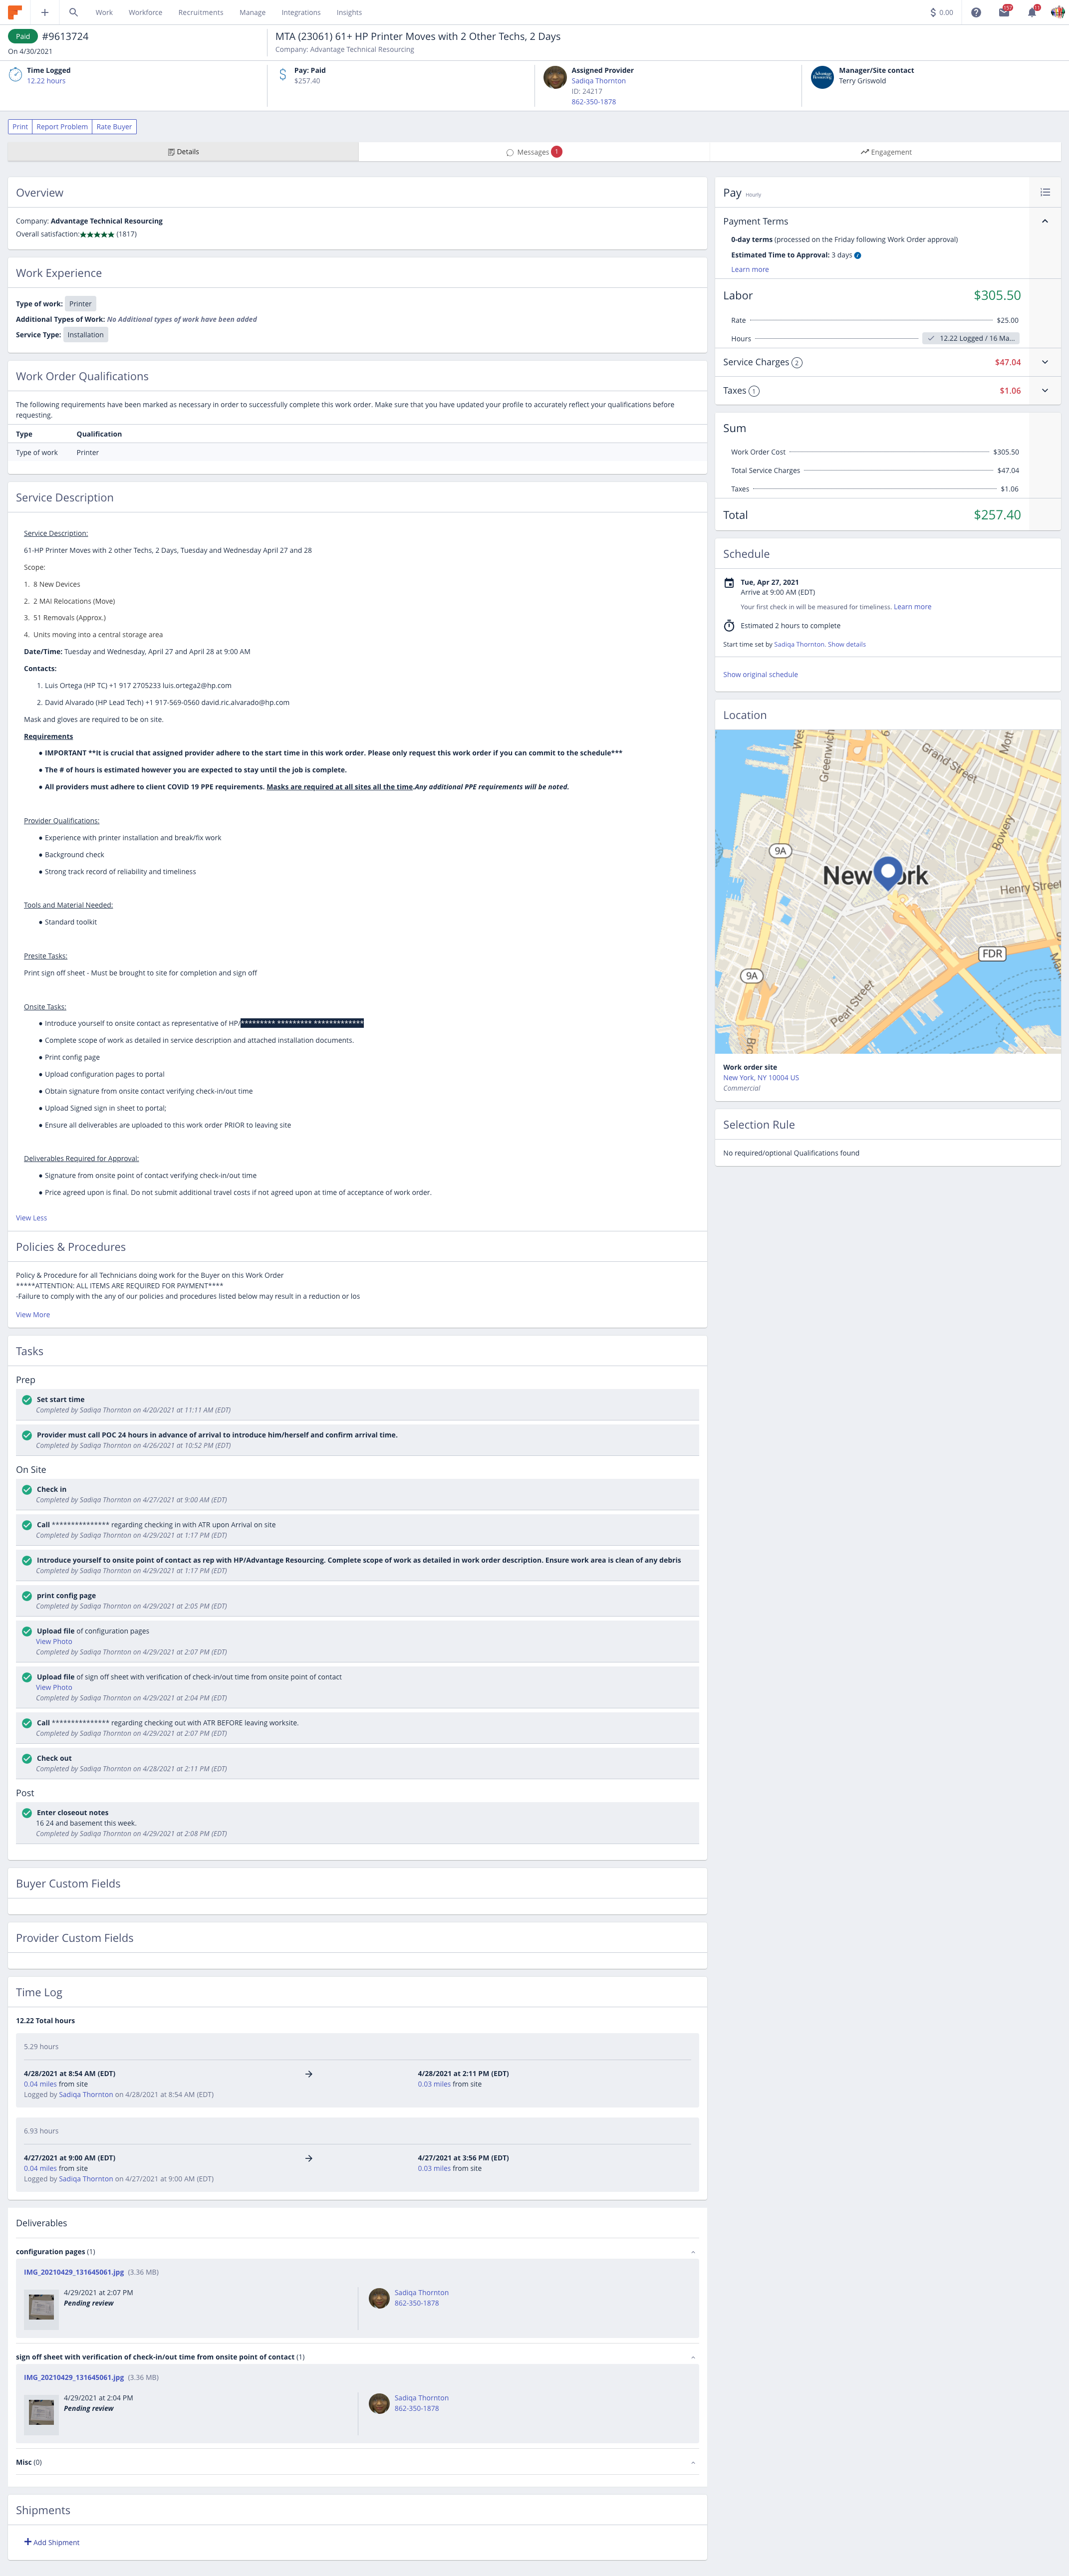 Work Workforce Recruitments Manage Integrations Insights $ 0.00
Paid #9613724
On 4/30/2021
MTA (23061) 61+ HP Printer Moves with 2 Other Techs, 2 Days
Company: Advantage Technical Resourcing
Time Logged
12.22 hours
Pay: Paid
$257.40
Assigned Provider
Sadiqa Thornton
ID: 24217
862-350-1878
Manager/Site contact
Terry Griswold
Print Report Problem Rate Buyer
Details Messages 1 Engagement
Overview
Company: Advantage Technical Resourcing
Overall satisfaction:★★★★★ (1817)
Work Experience
Type of work: Printer
Additional Types of Work: No Additional types of work have been added
Service Type: Installation
Work Order Qualifications
The following requirements have been marked as necessary in order to successfully complete this work order. Make sure that you have updated your profile to accurately reflect your qualifications before
requesting.
Type Qualification
Type of work Printer
Service Description
Service Description:
61-HP Printer Moves with 2 other Techs, 2 Days, Tuesday and Wednesday April 27 and 28
Scope:
1. 8 New Devices
2. 2 MAI Relocations (Move)
3. 51 Removals (Approx.)
4. Units moving into a central storage area
Date/Time: Tuesday and Wednesday, April 27 and April 28 at 9:00 AM
Contacts:
1. Luis Ortega (HP TC) +1 917 2705233 luis.ortega2@hp.com
2. David Alvarado (HP Lead Tech) +1 917-569-0560 david.ric.alvarado@hp.com
Mask and gloves are required to be on site.
Requirements
● IMPORTANT **It is crucial that assigned provider adhere to the start time in this work order. Please only request this work order if you can commit to the schedule***
● The # of hours is estimated however you are expected to stay until the job is complete.
● All providers must adhere to client COVID 19 PPE requirements. Masks are required at all sites all the time.Any additional PPE requirements will be noted.
Provider Qualifications:
● Experience with printer installation and break/fix work
● Background check
● Strong track record of reliability and timeliness
Tools and Material Needed:
● Standard toolkit
Presite Tasks:
Print sign off sheet - Must be brought to site for completion and sign off
Onsite Tasks:
● Introduce yourself to onsite contact as representative of HP/********* ********* *************
● Complete scope of work as detailed in service description and attached installation documents.
● Print config page
● Upload configuration pages to portal
● Obtain signature from onsite contact verifying check-in/out time
● Upload Signed sign in sheet to portal;
● Ensure all deliverables are uploaded to this work order PRIOR to leaving site
Deliverables Required for Approval:
● Signature from onsite point of contact verifying check-in/out time
● Price agreed upon is final. Do not submit additional travel costs if not agreed upon at time of acceptance of work order.
View Less
Policies & Procedures
Policy & Procedure for all Technicians doing work for the Buyer on this Work Order
*****ATTENTION: ALL ITEMS ARE REQUIRED FOR PAYMENT****
-Failure to comply with the any of our policies and procedures listed below may result in a reduction or los
View More
Tasks
Prep
Set start time
Completed by Sadiqa Thornton on 4/20/2021 at 11:11 AM (EDT)
Provider must call POC 24 hours in advance of arrival to introduce him/herself and confirm arrival time.
Completed by Sadiqa Thornton on 4/26/2021 at 10:52 PM (EDT)
On Site
Check in
Completed by Sadiqa Thornton on 4/27/2021 at 9:00 AM (EDT)
Call *************** regarding checking in with ATR upon Arrival on site
Completed by Sadiqa Thornton on 4/29/2021 at 1:17 PM (EDT)
Introduce yourself to onsite point of contact as rep with HP/Advantage Resourcing. Complete scope of work as detailed in work order description. Ensure work area is clean of any debris
Completed by Sadiqa Thornton on 4/29/2021 at 1:17 PM (EDT)
print config page
Completed by Sadiqa Thornton on 4/29/2021 at 2:05 PM (EDT)
Upload file of configuration pages
View Photo
Completed by Sadiqa Thornton on 4/29/2021 at 2:07 PM (EDT)
Upload file of sign off sheet with verification of check-in/out time from onsite point of contact
View Photo
Completed by Sadiqa Thornton on 4/29/2021 at 2:04 PM (EDT)
Call *************** regarding checking out with ATR BEFORE leaving worksite.
Completed by Sadiqa Thornton on 4/29/2021 at 2:07 PM (EDT)
Check out
Completed by Sadiqa Thornton on 4/28/2021 at 2:11 PM (EDT)
Post
Enter closeout notes
16 24 and basement this week.
Completed by Sadiqa Thornton on 4/29/2021 at 2:08 PM (EDT)
Buyer Custom Fields
Provider Custom Fields
Time Log
12.22 Total hours
5.29 hours
4/28/2021 at 8:54 AM (EDT) → 4/28/2021 at 2:11 PM (EDT)
0.04 miles from site 0.03 miles from site
Logged by Sadiqa Thornton on 4/28/2021 at 8:54 AM (EDT)
6.93 hours
4/27/2021 at 9:00 AM (EDT) → 4/27/2021 at 3:56 PM (EDT)
0.04 miles from site 0.03 miles from site
Logged by Sadiqa Thornton on 4/27/2021 at 9:00 AM (EDT)
Deliverables
configuration pages (1)
IMG_20210429_131645061.jpg (3.36 MB)
4/29/2021 at 2:07 PM Sadiqa Thornton
Pending review 862-350-1878
sign off sheet with verification of check-in/out time from onsite point of contact (1)
IMG_20210429_131645061.jpg (3.36 MB)
4/29/2021 at 2:04 PM Sadiqa Thornton
Pending review 862-350-1878
Misc (0)
Shipments
+ Add Shipment
Pay Hourly
Payment Terms
0-day terms (processed on the Friday following Work Order approval)
Estimated Time to Approval: 3 days
Learn more
Labor $305.50
Rate $25.00
Hours 12.22 Logged / 16 Ma...
Service Charges 2 $47.04
Taxes 1 $1.06
Sum
Work Order Cost $305.50
Total Service Charges $47.04
Taxes $1.06
Total $257.40
Schedule
Tue, Apr 27, 2021
Arrive at 9:00 AM (EDT)
Your first check in will be measured for timeliness. Learn more
Estimated 2 hours to complete
Start time set by Sadiqa Thornton. Show details
Show original schedule
Location
Greenwich
Grand Street
Mott
Bowery
9A
New York
Henry Street
FDR
9A
Pearl Street
Work order site
New York, NY 10004 US
Commercial
Selection Rule
No required/optional Qualifications found